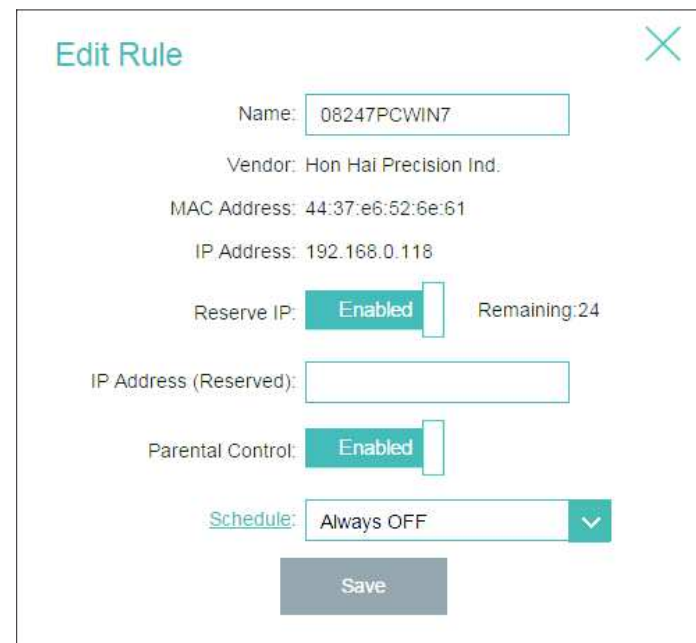 Edit Rule
Name: 08247PCWIN7
Vendor: Hon Hai Precision Ind.
MAC Address: 44:37:e6:52:6e:61
IP Address: 192.168.0.118
Reserve IP: Enabled Remaining:24
IP Address (Reserved):
Parental Control: Enabled
Schedule: Always OFF
Save